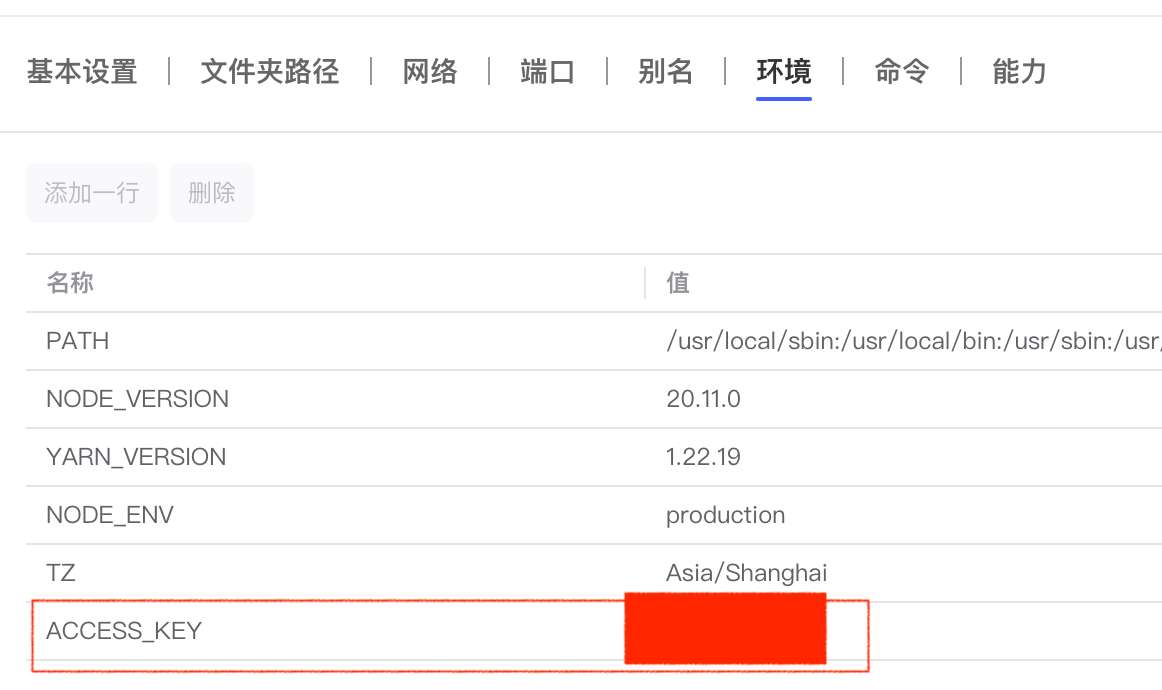 基本设置 | 文件夹路径 | 网络 | 端口 | 别名 | 环境 | 命令 | 能力
添加一行 删除
名称 值
PATH /usr/local/sbin:/usr/local/bin:/usr/sbin:/usr/
NODE_VERSION 20.11.0
YARN_VERSION 1.22.19
NODE_ENV production
TZ Asia/Shanghai
ACCESS_KEY